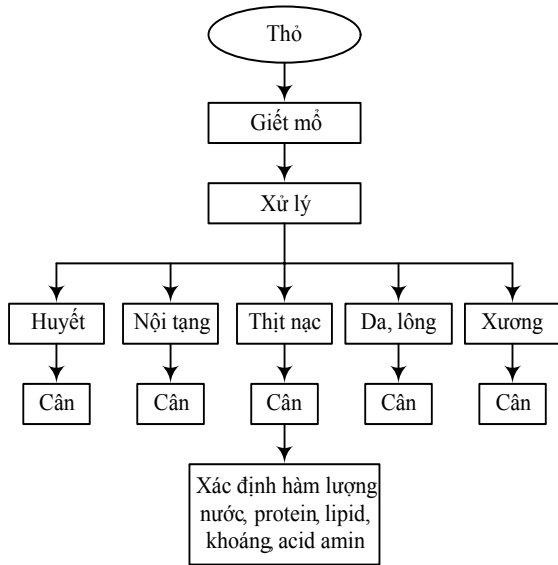 Thỏ
Giết mổ
Xử lý
Huyết
Nội tạng
Thịt nạc
Da, lông
Xương
Cân
Cân
Cân
Cân
Cân
Xác định hàm lượng
nước, protein, lipid,
khoáng, acid amin